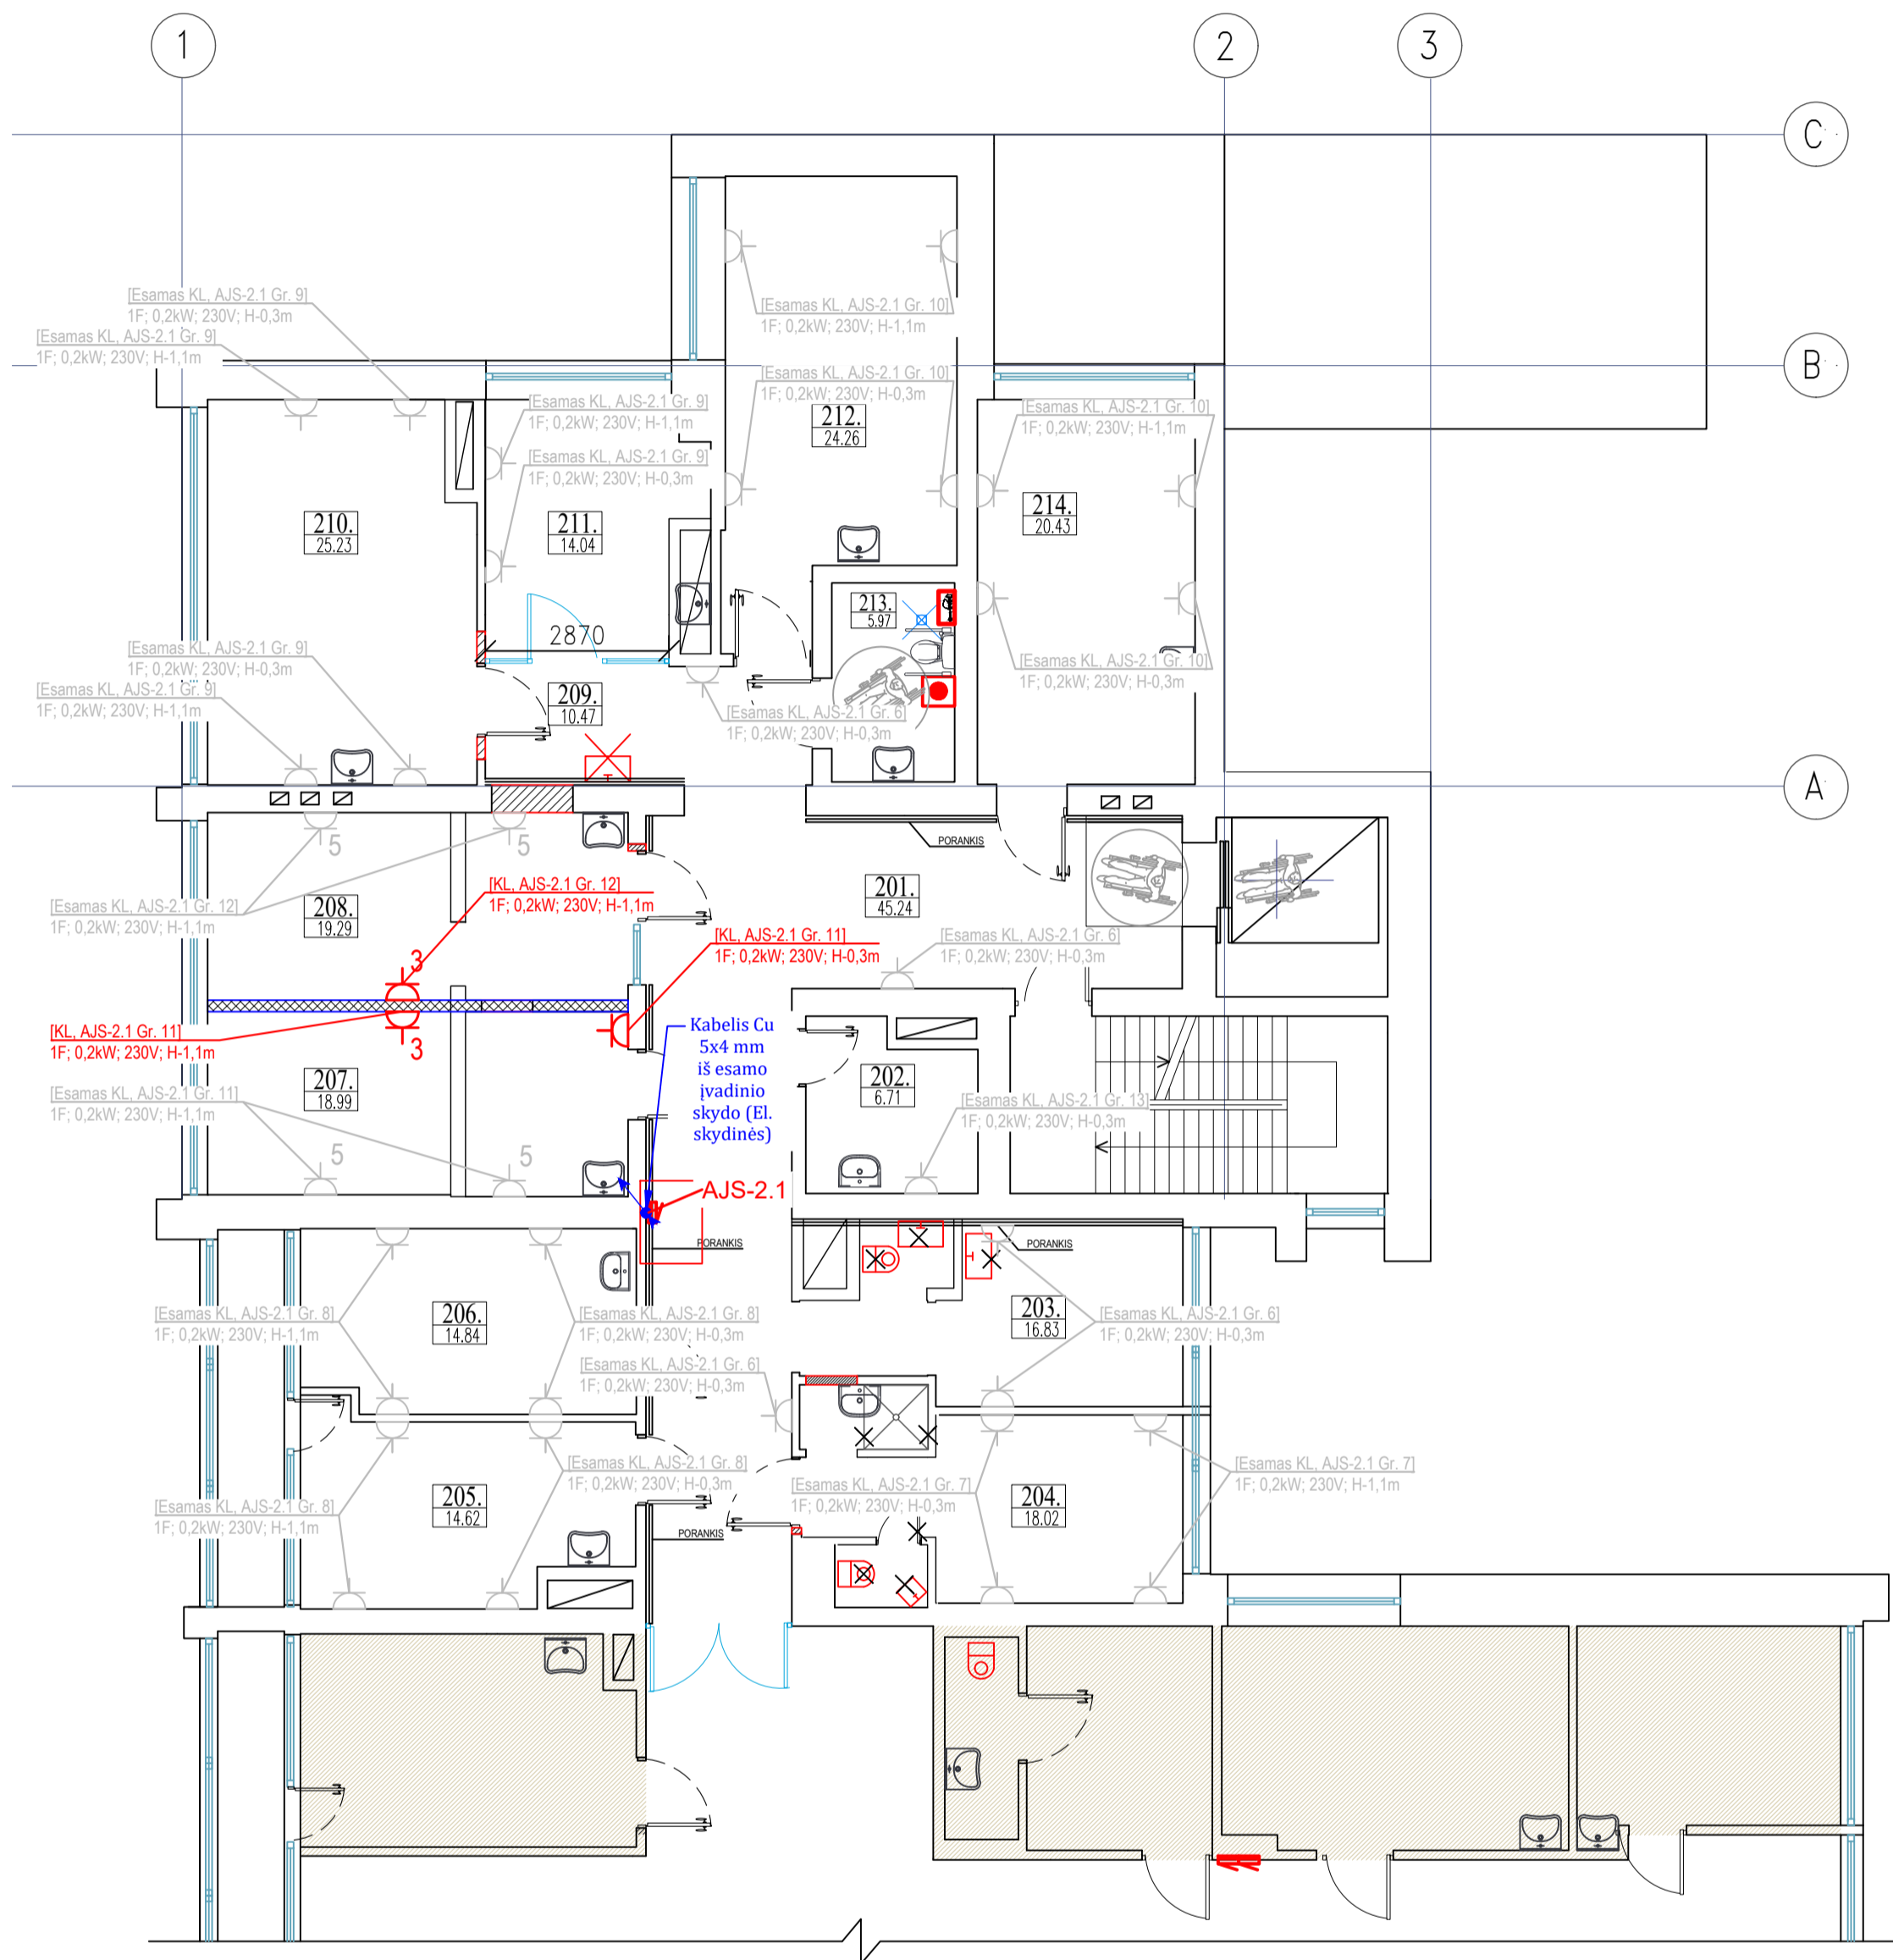 1
2
3
C
[Esamas KL, AJS-2.1 Gr. 9]
1F; 0,2kW; 230V; H-0,3m
[Esamas KL, AJS-2.1 Gr. 9]
1F; 0,2kW; 230V; H-1,1m
[Esamas KL, AJS-2.1 Gr. 10]
1F; 0,2kW; 230V; H-1,1m
B
[Esamas KL, AJS-2.1 Gr. 10]
1F; 0,2kW; 230V; H-0,3m
[Esamas KL, AJS-2.1 Gr. 9]
1F; 0,2kW; 230V; H-1,1m
212.
24.26
[Esamas KL, AJS-2.1 Gr. 10]
1F; 0,2kW; 230V; H-1,1m
[Esamas KL, AJS-2.1 Gr. 9]
1F; 0,2kW; 230V; H-0,3m
210.
25.23
211.
14.04
214.
20.43
213.
5.97
2870
[Esamas KL, AJS-2.1 Gr. 9]
1F; 0,2kW; 230V; H-0,3m
[Esamas KL, AJS-2.1 Gr. 10]
1F; 0,2kW; 230V; H-0,3m
[Esamas KL, AJS-2.1 Gr. 9]
1F; 0,2kW; 230V; H-1,1m
209.
10.47
[Esamas KL, AJS-2.1 Gr. 6]
1F; 0,2kW; 230V; H-0,3m
A
5
5
PORANKIS
[KL, AJS-2.1 Gr. 12]
1F; 0,2kW; 230V; H-1,1m
201.
45.24
[Esamas KL, AJS-2.1 Gr. 12]
1F; 0,2kW; 230V; H-1,1m
208.
19.29
[KL, AJS-2.1 Gr. 11]
1F; 0,2kW; 230V; H-0,3m
[Esamas KL, AJS-2.1 Gr. 6]
1F; 0,2kW; 230V; H-0,3m
3
[KL, AJS-2.1 Gr. 11]
1F; 0,2kW; 230V; H-1,1m
3
Kabelis Cu
5x4 mm
iš esamo
įvadinio
skydo (El.
skydinės)
207.
18.99
202.
6.71
[Esamas KL, AJS-2.1 Gr. 11]
1F; 0,2kW; 230V; H-1,1m
[Esamas KL, AJS-2.1 Gr. 13]
1F; 0,2kW; 230V; H-0,3m
5
5
AJS-2.1
PORANKIS
PORANKIS
[Esamas KL, AJS-2.1 Gr. 8]
1F; 0,2kW; 230V; H-1,1m
206.
14.84
[Esamas KL, AJS-2.1 Gr. 8]
1F; 0,2kW; 230V; H-0,3m
203.
16.83
[Esamas KL, AJS-2.1 Gr. 6]
1F; 0,2kW; 230V; H-0,3m
[Esamas KL, AJS-2.1 Gr. 6]
1F; 0,2kW; 230V; H-0,3m
[Esamas KL, AJS-2.1 Gr. 8]
1F; 0,2kW; 230V; H-0,3m
[Esamas KL, AJS-2.1 Gr. 7]
1F; 0,2kW; 230V; H-0,3m
[Esamas KL, AJS-2.1 Gr. 7]
1F; 0,2kW; 230V; H-1,1m
[Esamas KL, AJS-2.1 Gr. 8]
1F; 0,2kW; 230V; H-1,1m
205.
14.62
204.
18.02
PORANKIS